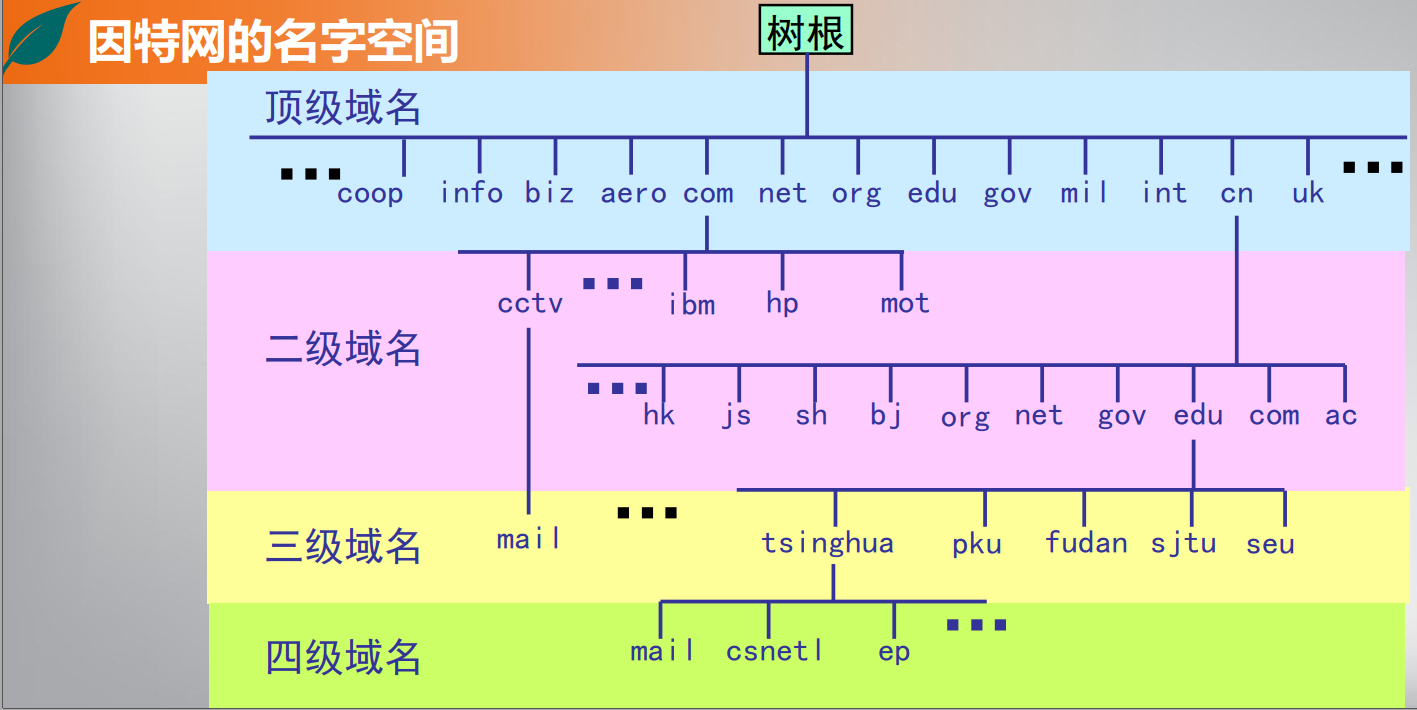 因特网的名字空间
树根
顶级域名
... coop info biz aero com net org edu gov mil int cn uk ...
cctv ... ibm hp mot
二级域名
... hk js sh bj org net gov edu com ac
...
三级域名 mail tsinghua pku fudan sjtu seu
...
四级域名 mail csnetl ep